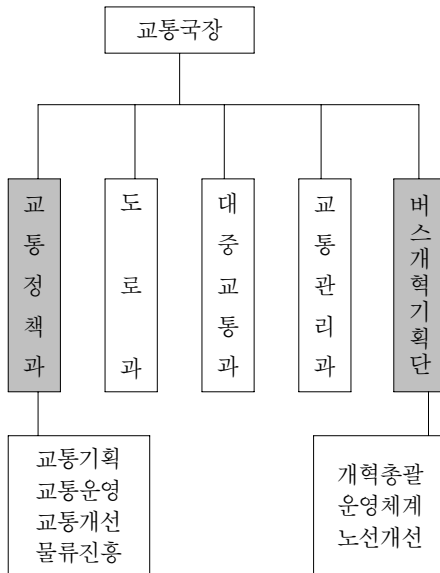 교통국장
교통정책과
도로과
대중교통과
교통관리과
버스개혁기획단
교통기획
교통운영
교통개선
물류진흥
개혁총괄
운영체계
노선개선